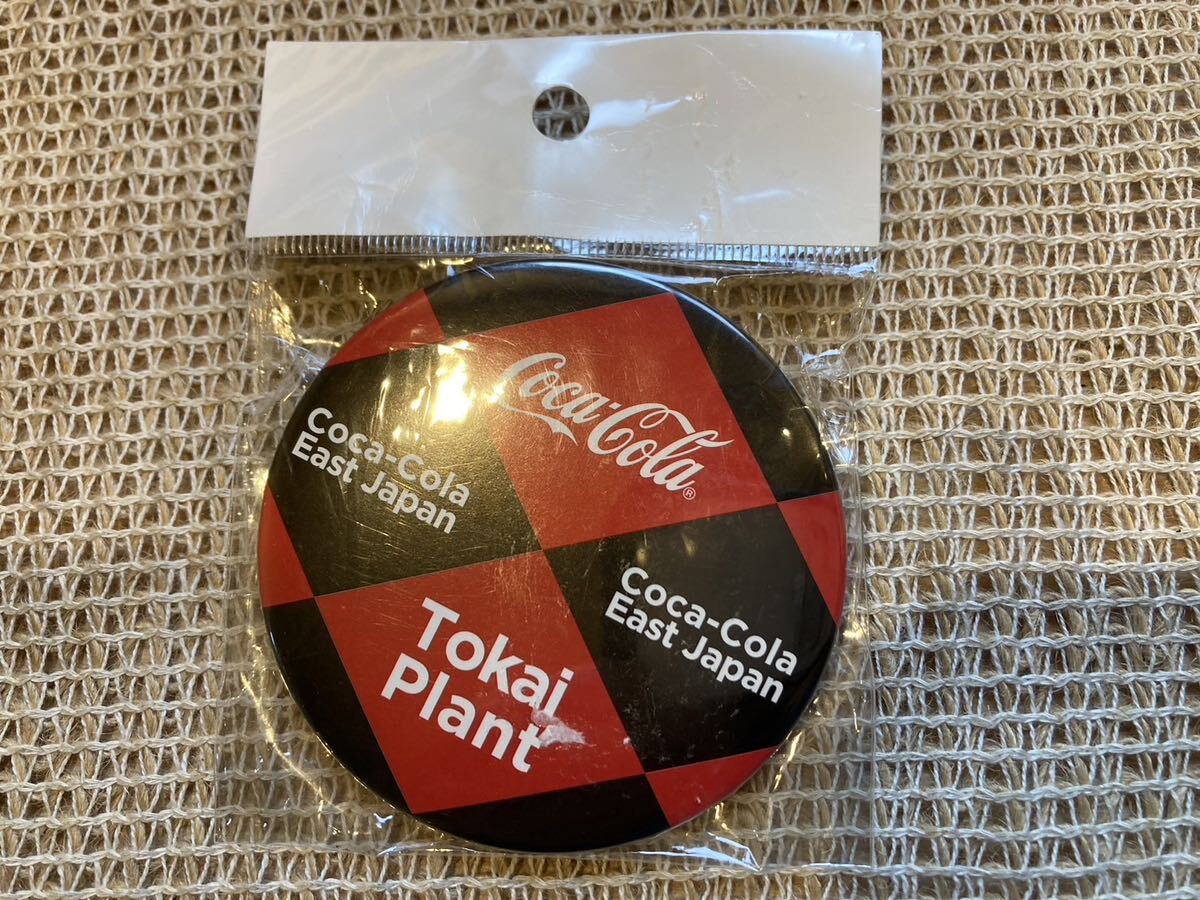 Coca-Cola®
Coca-Cola
East Japan
Coca-Cola
East Japan
Tokai
Plant